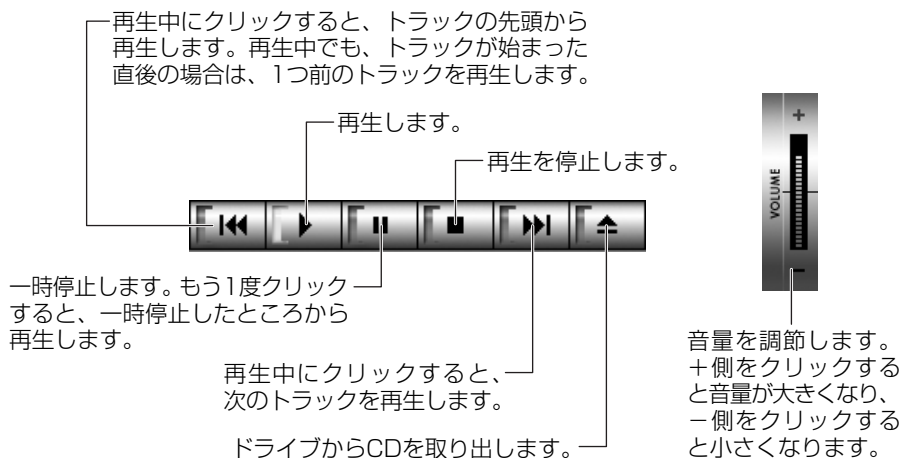 再生中にクリックすると、トラックの先頭から
再生します。再生中でも、トラックが始まった
直後の場合は、1つ前のトラックを再生します。
再生します。
再生を停止します。
一時停止します。もう1度クリック
すると、一時停止したところから
再生します。
再生中にクリックすると、
次のトラックを再生します。
ドライブからCDを取り出します。
+
VOLUME
−
音量を調節します。
＋側をクリックする
と音量が大きくなり、
－側をクリックする
と小さくなります。